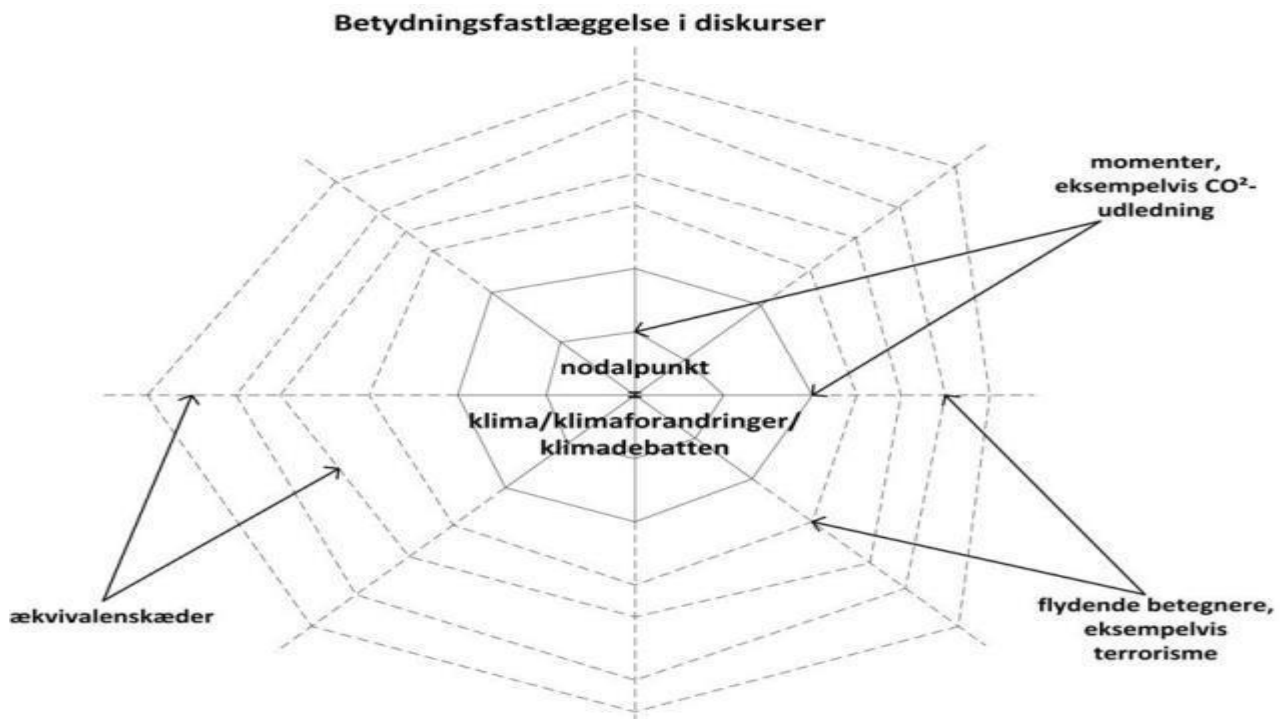 Betydningsfastlæggelse i diskurser
momenter,
eksempelvis CO²-
udledning
nodalpunkt
klima/klimaforandringer/
klimadebatten
ækvivalenskæder
flydende betegnere,
eksempelvis
terrorisme